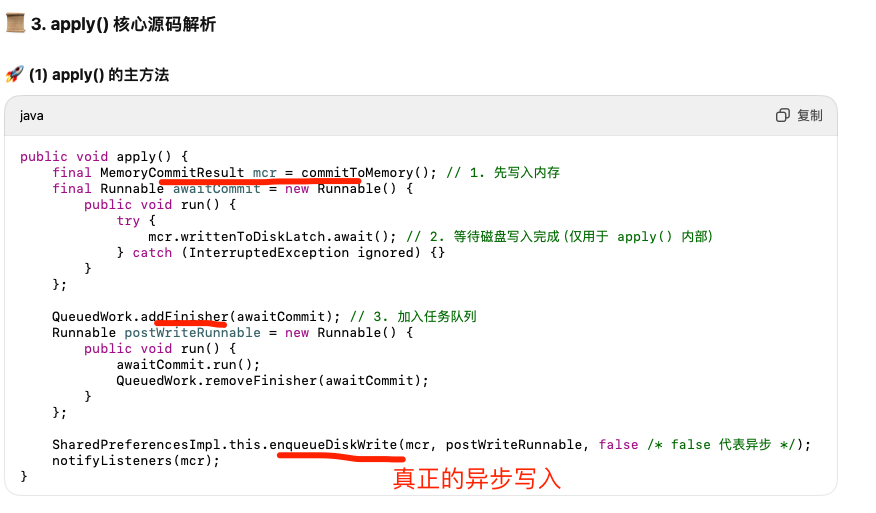 📜 3. apply() 核心源码解析
🚀 (1) apply() 的主方法
java 复制
public void apply() {
    final MemoryCommitResult mcr = commitToMemory(); // 1. 先写入内存
    final Runnable awaitCommit = new Runnable() {
        public void run() {
            try {
                mcr.writtenToDiskLatch.await(); // 2. 等待磁盘写入完成(仅用于 apply() 内部)
            } catch (InterruptedException ignored) {}
        }
    };

    QueuedWork.addFinisher(awaitCommit); // 3. 加入任务队列
    Runnable postWriteRunnable = new Runnable() {
        public void run() {
            awaitCommit.run();
            QueuedWork.removeFinisher(awaitCommit);
        }
    };

    SharedPreferencesImpl.this.enqueueDiskWrite(mcr, postWriteRunnable, false /* false 代表异步 */);
    notifyListeners(mcr);
}
真正的异步写入